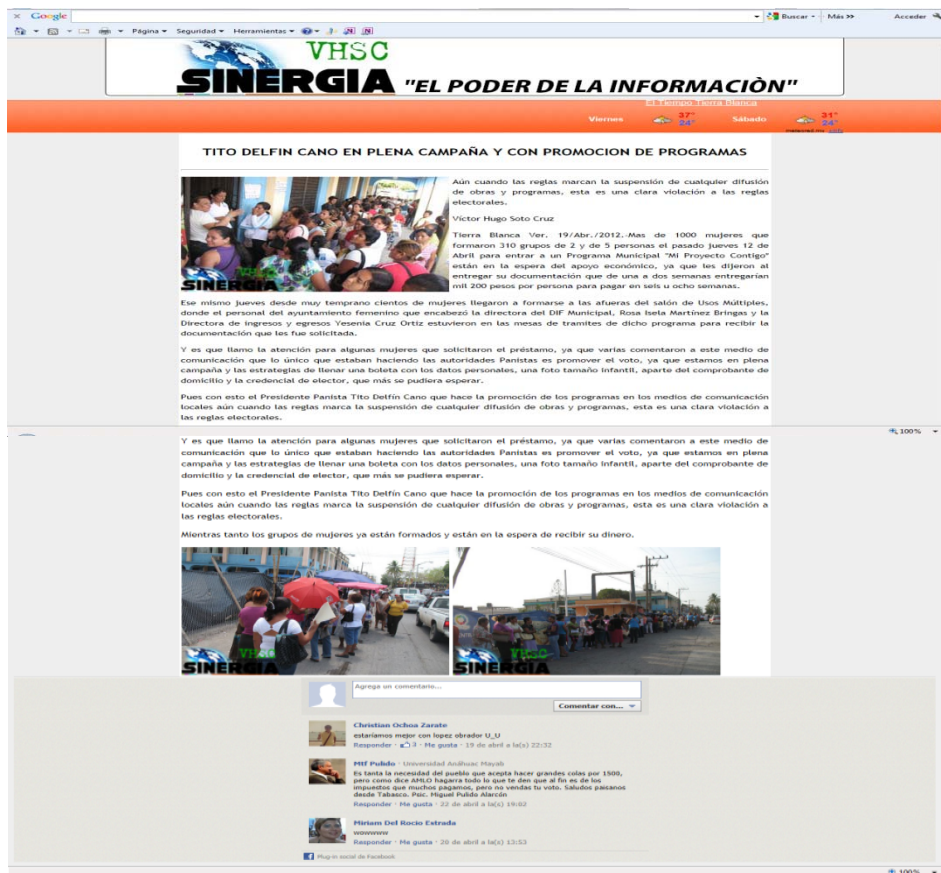 Google
Buscar
Más >>
Acceder
Página
Seguridad
Herramientas
VHSC
SINERGIA "EL PODER DE LA INFORMACIÒN"
El Tiempo Tierra Blanca
Viernes 37° 24° Sábado 31° 24°
TITO DELFIN CANO EN PLENA CAMPAÑA Y CON PROMOCION DE PROGRAMAS
Aún cuando las reglas marcan la suspensión de cualquier difusión
de obras y programas, esta es una clara violación a las reglas
electorales.
Víctor Hugo Soto Cruz
Tierra Blanca Ver. 19/Abr./2012.-Mas de 1000 mujeres que
formaron 310 grupos de 2 y de 5 personas el pasado jueves 12 de
Abril para entrar a un Programa Municipal "Mi Proyecto Contigo"
están en la espera del apoyo económico, ya que les dijeron al
entregar su documentación que de una a dos semanas entregarían
mil 200 pesos por persona para pagar en seis u ocho semanas.
SINERGIA
Ese mismo jueves desde muy temprano cientos de mujeres llegaron a formarse a las afueras del salón de Usos Múltiples,
donde el personal del ayuntamiento femenino que encabezó la directora del DIF Municipal, Rosa Isela Martínez Bringas y la
Directora de ingresos y egresos Yesenia Cruz Ortiz estuvieron en las mesas de tramites de dicho programa para recibir la
documentación que les fue solicitada.
Y es que llamo la atención para algunas mujeres que solicitaron el préstamo, ya que varias comentaron a este medio de
comunicación que lo único que estaban haciendo las autoridades Panistas es promover el voto, ya que estamos en plena
campaña y las estrategias de llenar una boleta con los datos personales, una foto tamaño infantil, aparte del comprobante de
domicilio y la credencial de elector, que más se pudiera esperar.
Pues con esto el Presidente Panista Tito Delfín Cano que hace la promoción de los programas en los medios de comunicación
locales aún cuando las reglas marca la suspensión de cualquier difusión de obras y programas, esta es una clara violación a
las reglas electorales.
100%
Y es que llamo la atención para algunas mujeres que solicitaron el préstamo, ya que varias comentaron a este medio de
comunicación que lo único que estaban haciendo las autoridades Panistas es promover el voto, ya que estamos en plena
campaña y las estrategias de llenar una boleta con los datos personales, una foto tamaño infantil, aparte del comprobante de
domicilio y la credencial de elector, que más se pudiera esperar.
Pues con esto el Presidente Panista Tito Delfín Cano que hace la promoción de los programas en los medios de comunicación
locales aún cuando las reglas marca la suspensión de cualquier difusión de obras y programas, esta es una clara violación a
las reglas electorales.
Mientras tanto los grupos de mujeres ya están formados y están en la espera de recibir su dinero.
VHSC
SINERGIA
VHSC
SINERGIA
Agrega un comentario...
Comentar con...
Christian Ochoa Zarate
estaríamos mejor con lopez obrador U_U
Responder · 3 · Me gusta · 19 de abril a la(s) 22:32
Mtf Pulido · Universidad Anáhuac Mayab
Es tanta la necesidad del pueblo que acepta hacer grandes colas por 1500,
pero como dice AMLO hagarra todo lo que te den que al fin es de los
impuestos que muchos pagamos, pero no vendas tu voto. Saludos paisanos
desde Tabasco. Psic. Miguel Pulido Alarcón
Responder · Me gusta · 22 de abril a la(s) 19:02
Miriam Del Rocio Estrada
wowwww
Responder · Me gusta · 20 de abril a la(s) 13:53
Plug-in social de Facebook
100%